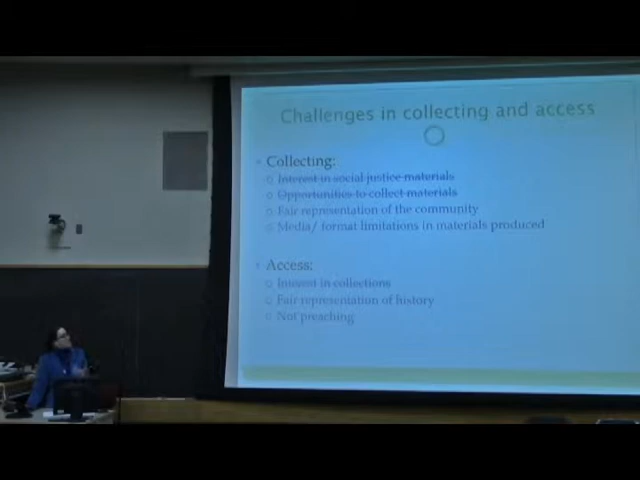 Challenges in collecting and access
Collecting:
Interest in social justice materials
Opportunities to collect materials
Fair representation of the community
Media/ format limitations in materials produced
Access:
Interest in collections
Fair representation of history
Not preaching